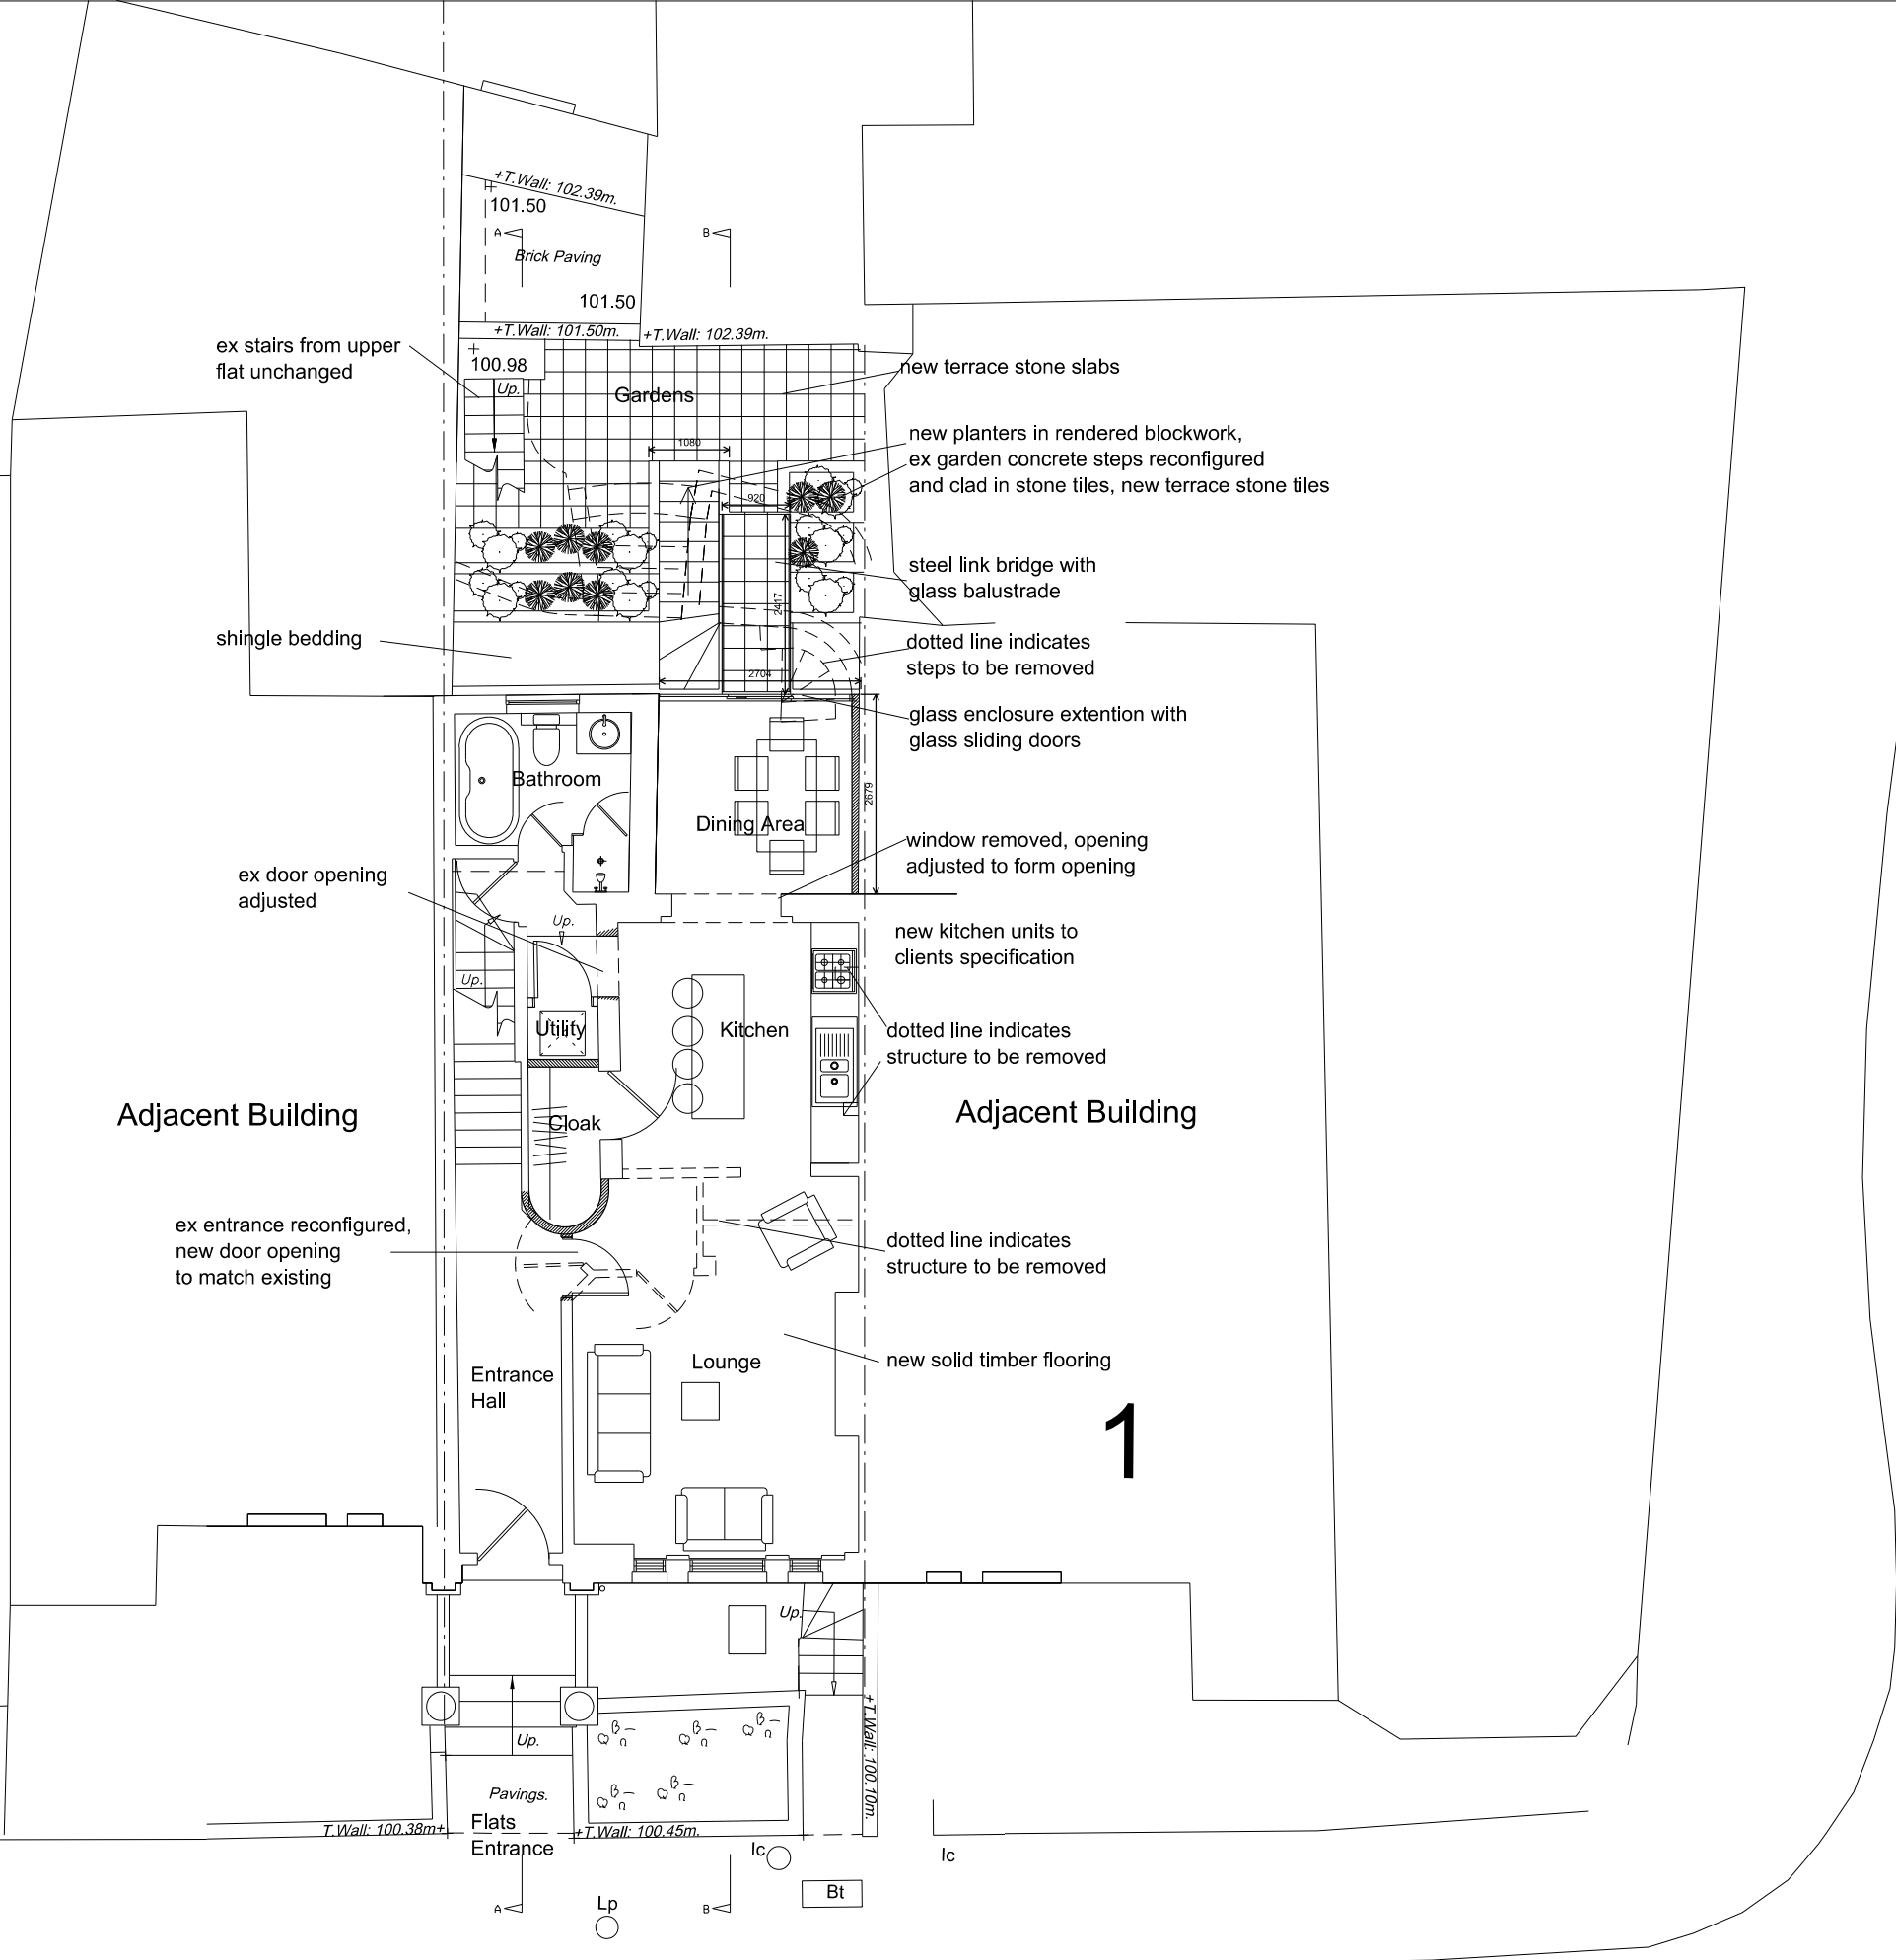 +T.Wall: 102.39m.
101.50
A
B
Brick Paving
101.50
+T.Wall: 101.50m.
+T.Wall: 102.39m.
ex stairs from upper
flat unchanged
100.98
Up.
Gardens
new terrace stone slabs
1080
new planters in rendered blockwork,
ex garden concrete steps reconfigured
and clad in stone tiles, new terrace stone tiles
920
steel link bridge with
glass balustrade
2417
shingle bedding
dotted line indicates
steps to be removed
2704
glass enclosure extention with
glass sliding doors
Bathroom
2679
Dining Area
window removed, opening
adjusted to form opening
ex door opening
adjusted
Up.
new kitchen units to
clients specification
Up.
Utility
Kitchen
dotted line indicates
structure to be removed
Adjacent Building
Cloak
Adjacent Building
ex entrance reconfigured,
new door opening
to match existing
dotted line indicates
structure to be removed
Lounge
new solid timber flooring
Entrance
Hall
1
Up.
Up.
+T.Wall: 100.10m.
Pavings.
Flats
Entrance
T.Wall: 100.38m+
+T.Wall: 100.45m.
Ic
Ic
Bt
Lp
A
B